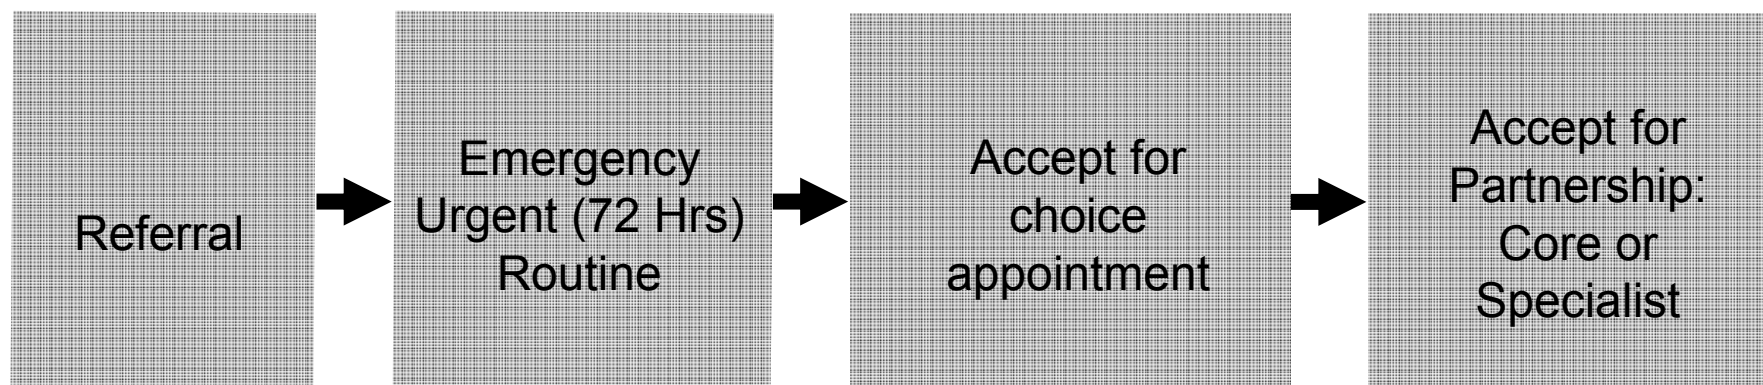 Referral
Emergency
Urgent (72 Hrs)
Routine
Accept for
choice
appointment
Accept for
Partnership:
Core or
Specialist